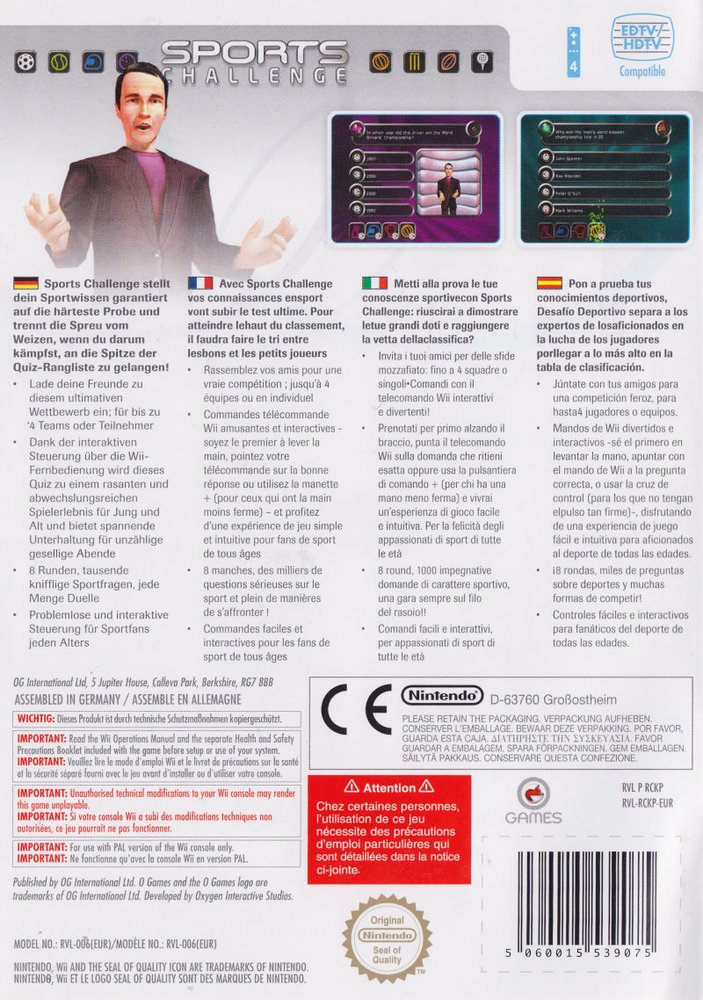 SPORTS
CHALLENGE
4
EDTV/
HDTV
Compatible
In which year did this driver win the World
Drivers' Championship?
Who won the men's world snooker
John Spencer
Ray Reardon
Mark Williams
Sports Challenge stellt
dein Sportwissen garantiert
auf die härteste Probe und
trennt die Spreu vom
Weizen, wenn du darum
kämpfst, an die Spitze der
Quiz-Rangliste zu gelangen!
• Lade deine Freunde zu
diesem ultimativen
Wettbewerb ein; für bis zu
'4 Teams oder Teilnehmer
• Dank der interaktiven
Steuerung über die Wii-
Fernbedienung wird dieses
Quiz zu einem rasanten und
abwechslungsreichen
Spielerlebnis für Jung und
Alt und bietet spannende
Unterhaltung für unzählige
gesellige Abende
• 8 Runden, tausende
knifflige Sportfragen, jede
Menge Duelle
• Problemlose und interaktive
Steuerung für Sportfans
jeden Alters
Avec Sports Challenge
vos connaissances ensport
vont subir le test ultime. Pour
atteindre lehaut du classement,
il faudra faire le tri entre
lesbons et les petits joueurs
• Rassemblez vos amis pour une
vraie compétition ; jusqu'à 4
équipes ou en individuel
• Commandes télécommande
Wii amusantes et interactives -
soyez le premier à lever la
main, pointez votre
télécommande sur la bonne
réponse ou utilisez la manette
+ (pour ceux qui ont la main
moins ferme) – et profitez
d'une expérience de jeu simple
et intuitive pour fans de sport
de tous âges
• 8 manches, des milliers de
questions sérieuses sur le
sport et plein de manières
de s'affronter !
• Commandes faciles et
interactives pour les fans de
sport de tous âges
Metti alla prova le tue
conoscenze sportivecon Sports
Challenge: riuscirai a dimostrare
letue grandi doti e raggiungere
la vetta dellaclassifica?
• Invita i tuoi amici per delle sfide
mozzafiato: fino a 4 squadre o
singoli•Comandi con il
telecomando Wii interattivi
e divertenti!
• Prenotati per primo alzando il
braccio, punta il telecomando
Wii sulla domanda che ritieni
esatta oppure usa la pulsantiera
di comando + (per chi ha una
mano meno ferma) e vivrai
un'esperienza di gioco facile
e intuitiva. Per la felicità degli
appassionati di sport di tutte
le età
• 8 round, 1000 impegnative
domande di carattere sportivo,
una gara sempre sul filo
del rasoio!!
• Comandi facili e interattivi,
per appassionati di sport di
tutte le età
Pon a prueba tus
conocimientos deportivos,
Desafío Deportivo separa a los
expertos de losaficionados en
la lucha de los jugadores
porllegar a lo más alto en la
tabla de clasificación.
• Júntate con tus amigos para
una competición feroz, para
hasta4 jugadores o equipos.
• Mandos de Wii divertidos e
interactivos -sé el primero en
levantar la mano, apuntar con
el mando de Wii a la pregunta
correcta, o usar la cruz de
control (para los que no tengan
elpulso tan firme)-, disfrutando
de una experiencia de juego
fácil e intuitiva para aficionados
al deporte de todas las edades.
• ¡8 rondas, miles de preguntas
sobre deportes y muchas
formas de competir!
• Controles fáciles e interactivos
para fanáticos del deporte de
todas las edades.
OG International Ltd, 5 Jupiter House, Calleva Park, Berkshire, RG7 8BB
ASSEMBLED IN GERMANY / ASSEMBLE EN ALLEMAGNE
WICHTIG: Dieses Produkt ist durch technische Schutzmaßnahmen kopiergeschützt.
IMPORTANT: Read the Wii Operations Manual and the separate Health and Safety
Precautions Booklet included with the game before setup or use of your system.
IMPORTANT: Veuillez lire le mode d'emploi Wii et le livret de précautions sur la santé
et la sécurité séparé fourni avec le jeu avant d'installer ou d'utiliser votre console.
IMPORTANT: Unauthorised technical modifications to your Wii console may render
this game unplayable.
IMPORTANT: Si votre console Wii a subi des modifications techniques non
autorisées, ce jeu pourrait ne pas fonctionner.
IMPORTANT: For use with PAL version of the Wii console only.
IMPORTANT: Ne fonctionne qu'avec la console Wii en version PAL.
Published by OG International Ltd. O Games and the O Games logo are
trademarks of OG International Ltd. Developed by Oxygen Interactive Studios.
MODEL NO.: RVL-006(EUR)/MODÈLE NO.: RVL-006(EUR)
NINTENDO, Wii AND THE SEAL OF QUALITY ICON ARE TRADEMARKS OF NINTENDO.
NINTENDO, Wii ET LE LOGO SEAL OF QUALITY SONT DES MARQUES DE NINTENDO.
CE
Nintendo® D-63760 Großostheim
PLEASE RETAIN THE PACKAGING. VERPACKUNG AUFHEBEN.
CONSERVER L'EMBALLAGE. BEWAAR DEZE VERPAKKING. POR FAVOR,
GUARDA ESTA CAJA. ΔΙΑΤΗΡΗΣΤΕ ΤΗΝ ΣΥΣΚΕΥΑΣΙΑ. FAVOR
GUARDAR A EMBALAGEM. SPARA FÖRPACKNINGEN. GEM EMBALLAGEN.
SÄILYTÄ PAKKAUS. CONSERVARE QUESTA CONFEZIONE.
Attention
Chez certaines personnes,
l'utilisation de ce jeu
nécessite des précautions
d'emploi particulières qui
sont détaillées dans la notice
ci-jointe.
GAMES
RVL P RCKP
RVL-RCKP-EUR
Original
Nintendo
Seal of
Quality
TM
5 060015 539075